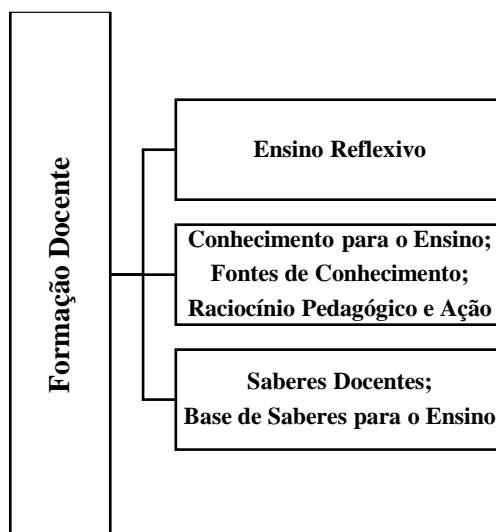 Formação Docente
Ensino Reflexivo
Conhecimento para o Ensino;
Fontes de Conhecimento;
Raciocínio Pedagógico e Ação
Saberes Docentes;
Base de Saberes para o Ensino